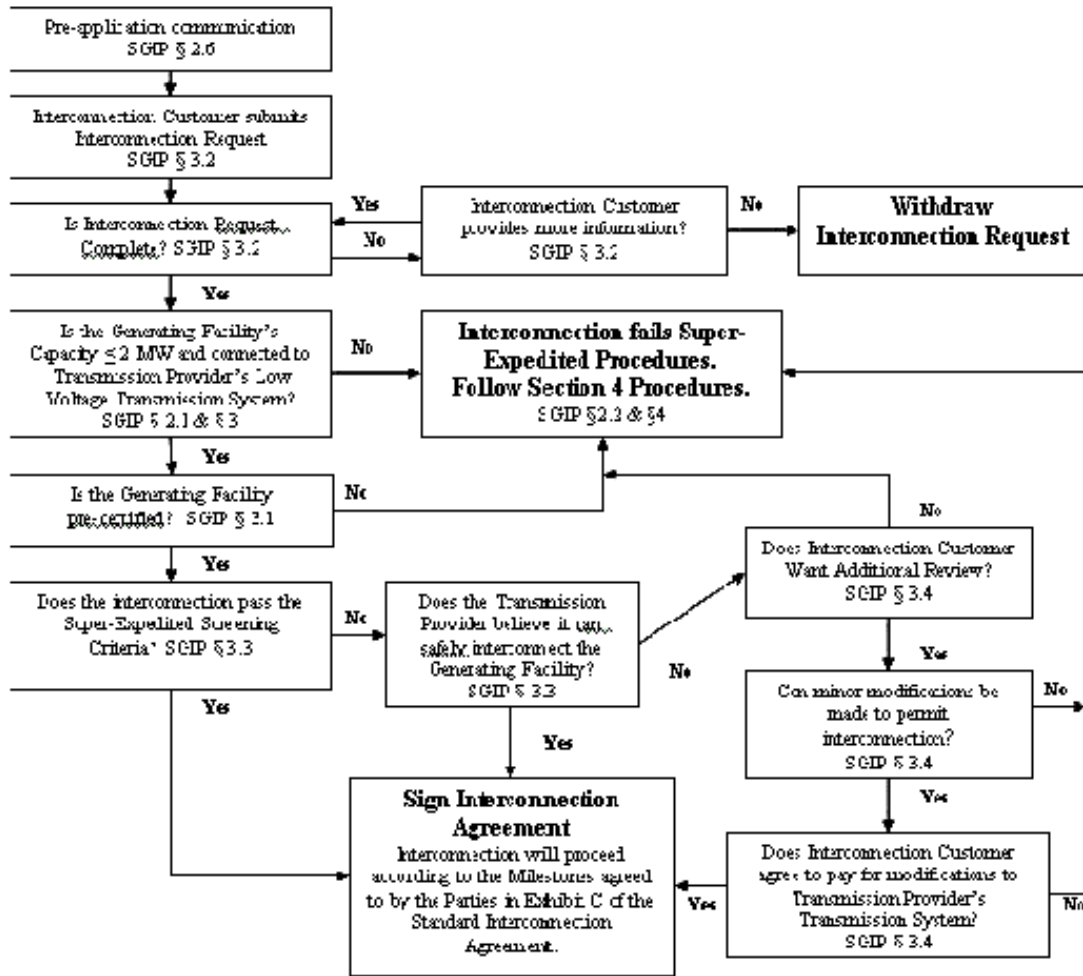 Pre-application communication
SGIP § 2.6
Interconnection Customer submits
Interconnection Request
SGIP § 3.2
Is Interconnection Request
Complete? SGIP § 3.2
Yes
No
Interconnection Customer
provides more information?
SGIP § 3.2
No
Withdraw
Interconnection Request
Yes
Is the Generating Facility's
Capacity ≤ 2 MW and connected to
Transmission Provider's Low
Voltage Transmission System?
SGIP § 2.1 & § 3
No
Interconnection fails Super-
Expedited Procedures.
Follow Section 4 Procedures.
SGIP §2.3 & §4
Yes
Is the Generating Facility
pre-certified? SGIP § 3.1
No
No
Does Interconnection Customer
Want Additional Review?
SGIP § 3.4
Yes
Does the interconnection pass the
Super-Expedited Screening
Criteria? SGIP §3.3
No
Does the Transmission
Provider believe it can
safely interconnect the
Generating Facility?
SGIP § 3.3
No
Yes
Can minor modifications be
made to permit
interconnection?
SGIP § 3.4
No
Yes
Yes
Sign Interconnection
Agreement
Interconnection will proceed
according to the Milestones agreed
to by the Parties in Exhibit C of the
Standard Interconnection
Agreement.
Yes
Does Interconnection Customer
agree to pay for modifications to
Transmission Provider's
Transmission System?
SGIP § 3.4
Yes
No